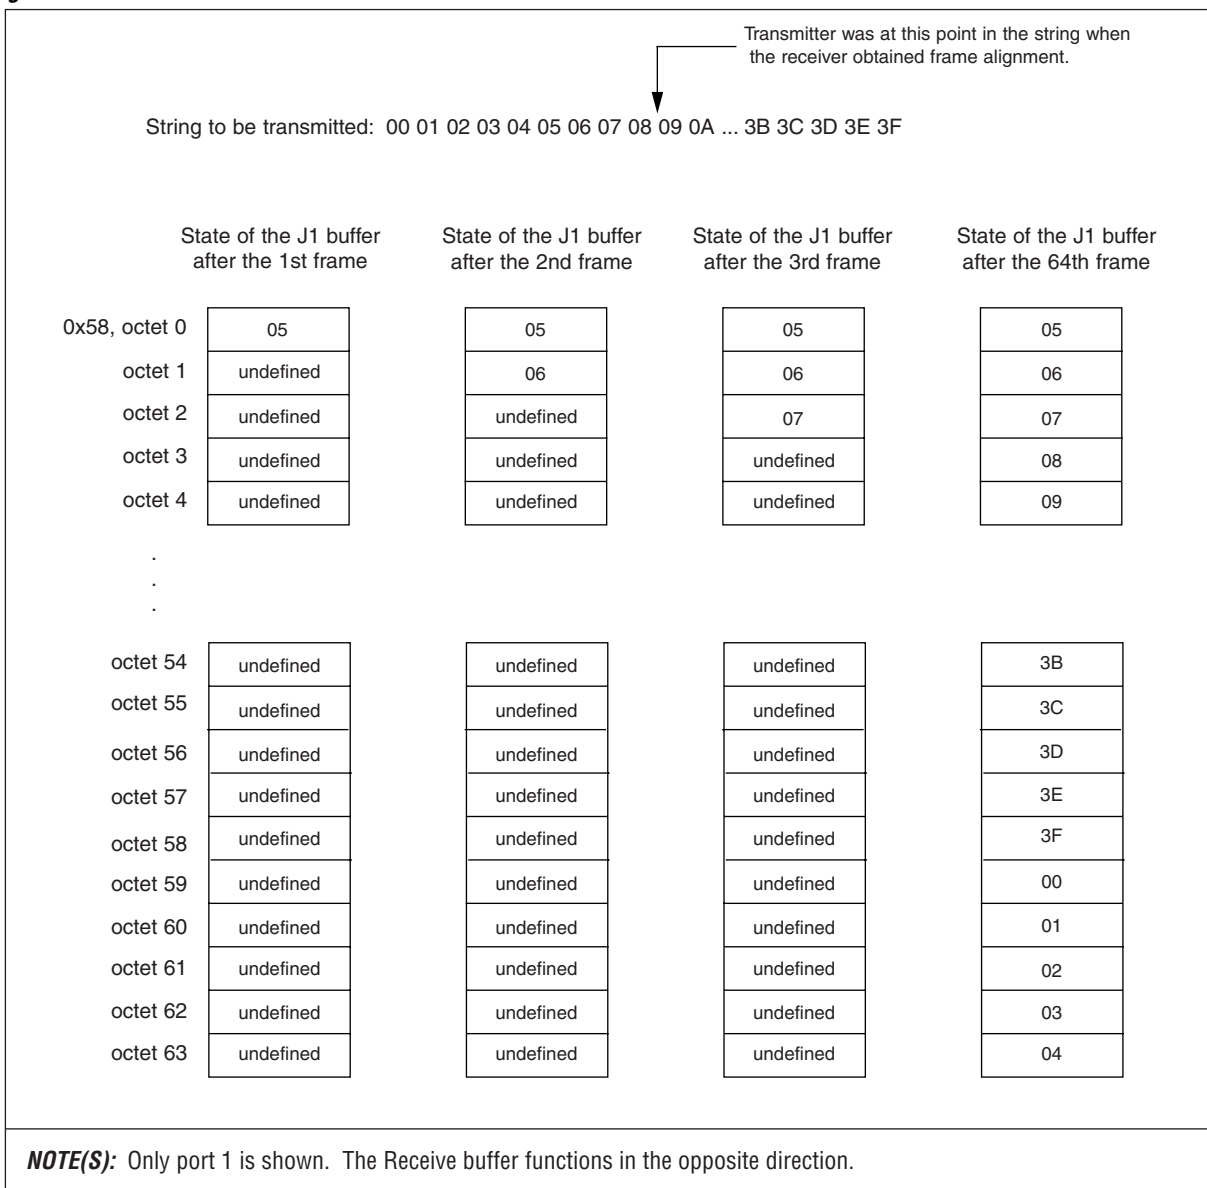 Transmitter was at this point in the string when
the receiver obtained frame alignment.
String to be transmitted: 00 01 02 03 04 05 06 07 08 09 0A ... 3B 3C 3D 3E 3F
State of the J1 buffer after the 1st frame
State of the J1 buffer after the 2nd frame
State of the J1 buffer after the 3rd frame
State of the J1 buffer after the 64th frame
0x58, octet 0 05 05 05 05
octet 1 undefined 06 06 06
octet 2 undefined undefined 07 07
octet 3 undefined undefined undefined 08
octet 4 undefined undefined undefined 09
.
.
.
octet 54 undefined undefined undefined 3B
octet 55 undefined undefined undefined 3C
octet 56 undefined undefined undefined 3D
octet 57 undefined undefined undefined 3E
octet 58 undefined undefined undefined 3F
octet 59 undefined undefined undefined 00
octet 60 undefined undefined undefined 01
octet 61 undefined undefined undefined 02
octet 62 undefined undefined undefined 03
octet 63 undefined undefined undefined 04
NOTE(S): Only port 1 is shown. The Receive buffer functions in the opposite direction.